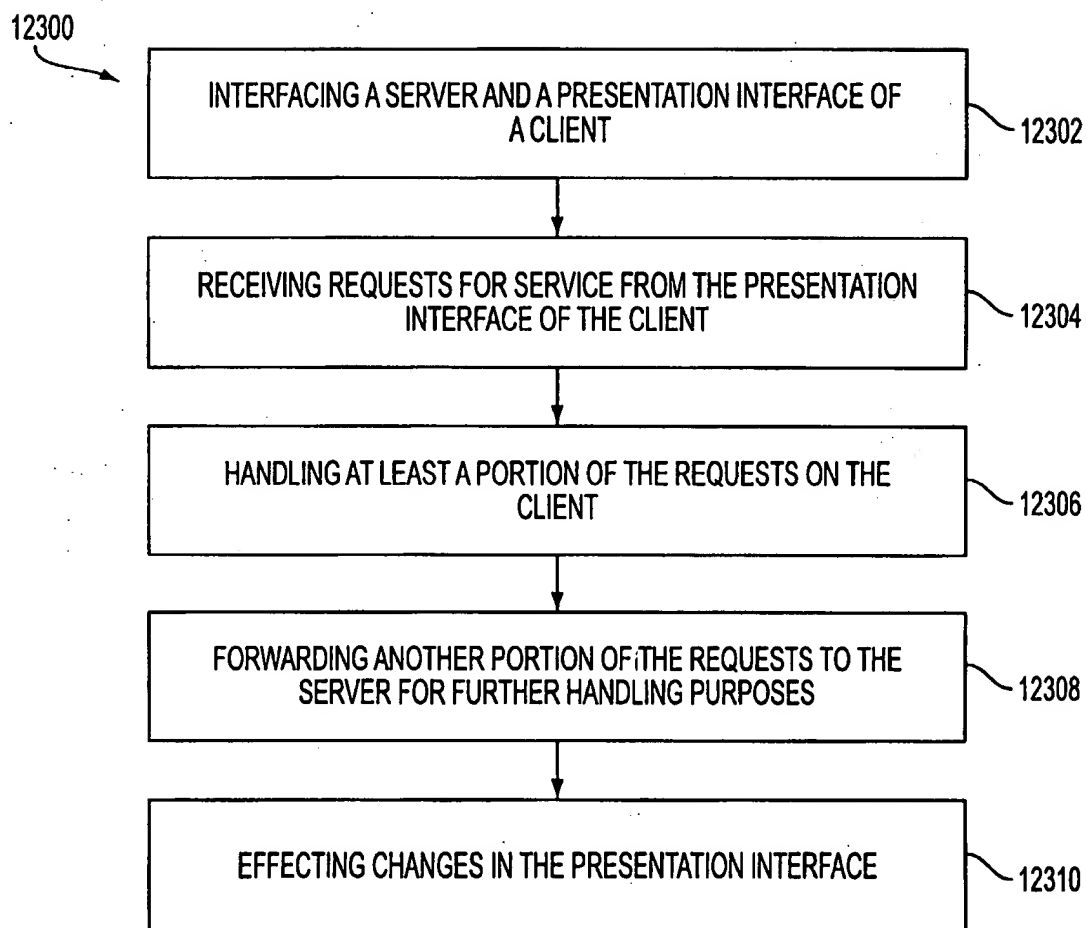 12300
INTERFACING A SERVER AND A PRESENTATION INTERFACE OF
A CLIENT
12302
RECEIVING REQUESTS FOR SERVICE FROM THE PRESENTATION
INTERFACE OF THE CLIENT
12304
HANDLING AT LEAST A PORTION OF THE REQUESTS ON THE
CLIENT
12306
FORWARDING ANOTHER PORTION OF THE REQUESTS TO THE
SERVER FOR FURTHER HANDLING PURPOSES
12308
EFFECTING CHANGES IN THE PRESENTATION INTERFACE
12310